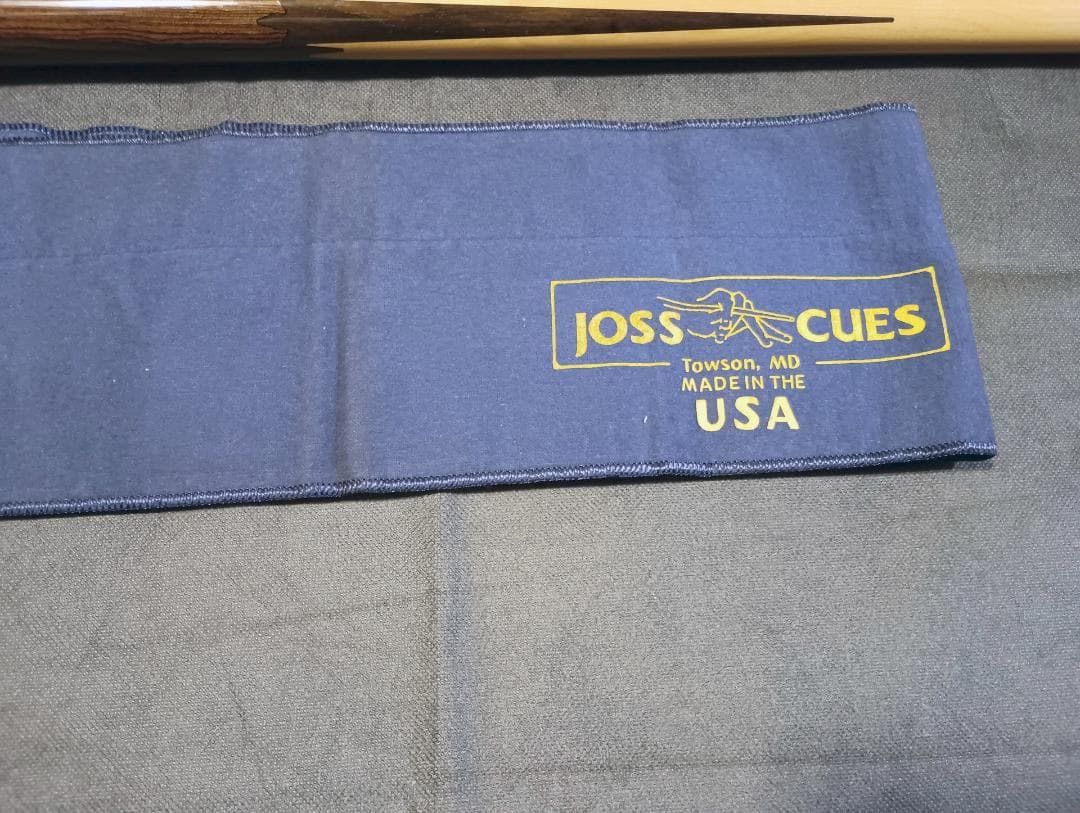 JOSS CUES
Towson, MD
MADE IN THE
USA